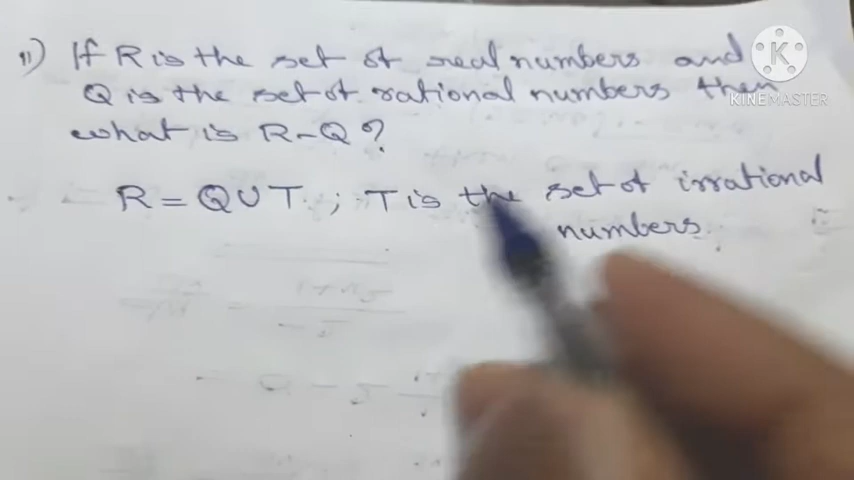 11) If R is the set of real numbers and
Q is the set of rational numbers then
what is R-Q?
R = Q U T ; T is the set of irrational
numbers.
K
KINEMASTER